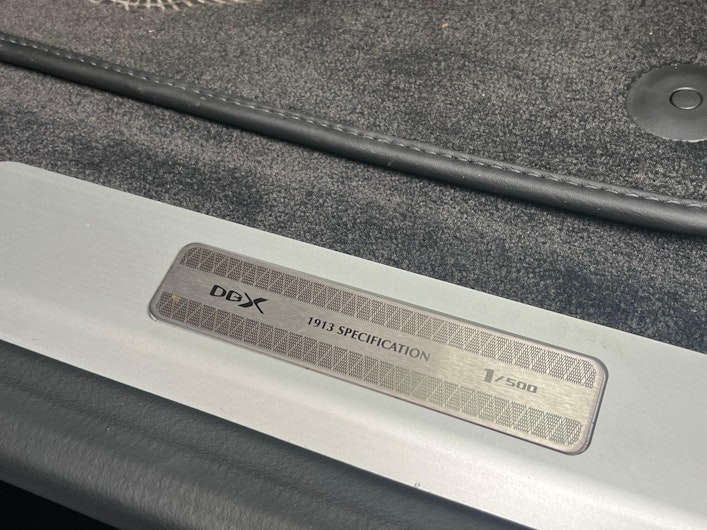 DBX
1913 SPECIFICATION
1/500